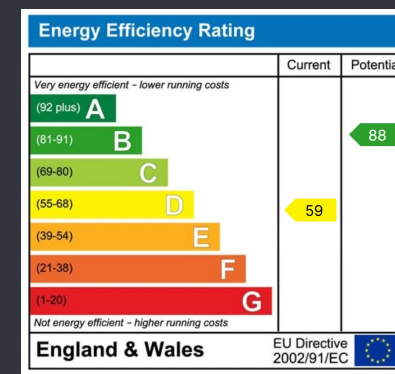 Energy Efficiency Rating
Current Potentia
Very energy efficient – lower running costs
(92 plus) A
(81-91) B
88
(69-80) C
(55-68) D
59
(39-54) E
(21-38) F
(1-20) G
Not energy efficient – higher running costs
England & Wales
EU Directive
2002/91/EC